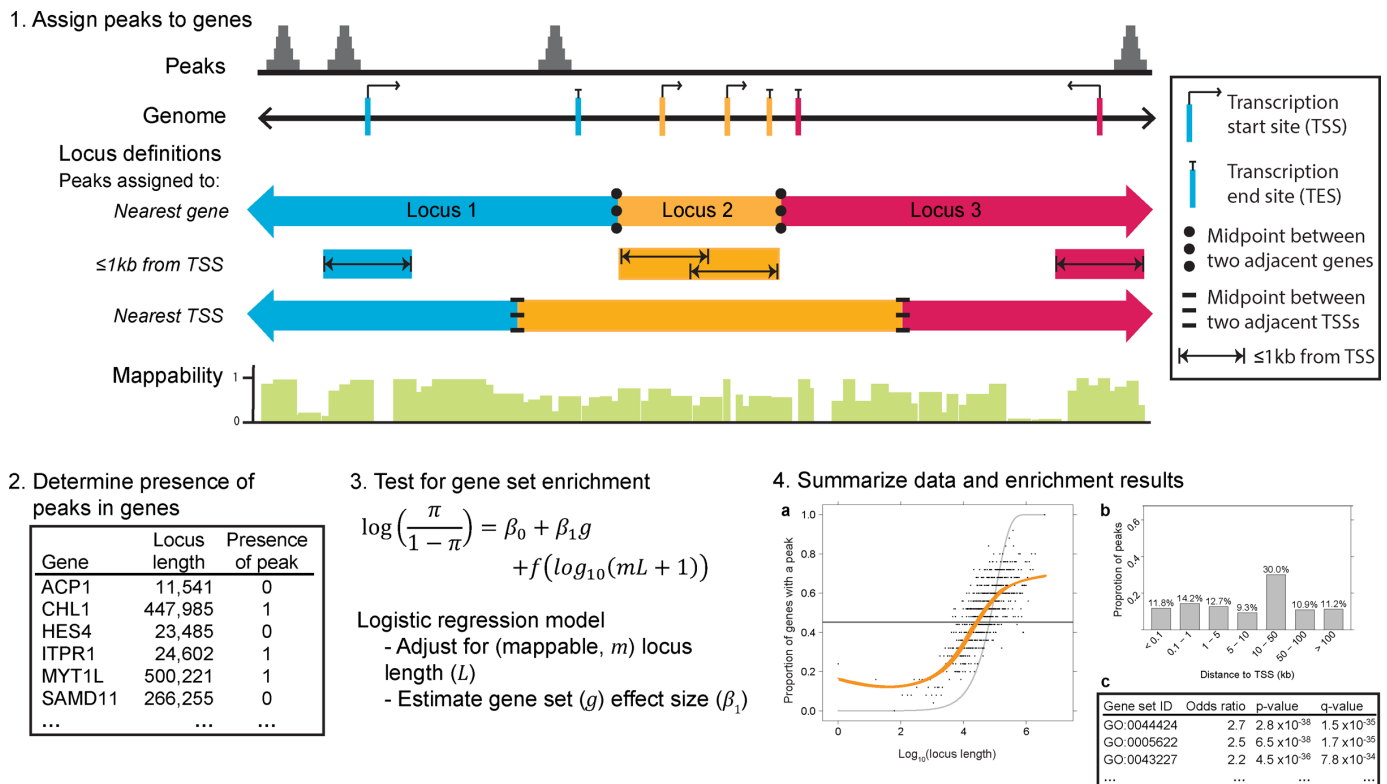 1. Assign peaks to genes
Peaks
Genome
Locus definitions
Peaks assigned to:
Nearest gene
Locus 1
Locus 2
Locus 3
≤1kb from TSS
Nearest TSS
Mappability
1
0
Transcription
start site (TSS)
Transcription
end site (TES)
Midpoint between
two adjacent genes
Midpoint between
two adjacent TSSs
≤1kb from TSS
2. Determine presence of
peaks in genes
Gene Locus length Presence of peak
ACP1 11,541 0
CHL1 447,985 1
HES4 23,485 0
ITPR1 24,602 1
MYT1L 500,221 1
SAMD11 266,255 0
... ... ...
3. Test for gene set enrichment
log(π/(1 − π)) = β₀ + β₁g
+f(log₁₀(mL + 1))
Logistic regression model
- Adjust for (mappable, m) locus
length (L)
- Estimate gene set (g) effect size (β₁)
4. Summarize data and enrichment results
a
Proportion of genes with a peak
1.0
0.8
0.6
0.4
0.2
0.0
0 2 4 6
Log₁₀(locus length)
b
Proprotion of peaks
0.6
0.4
0.2
11.8% 14.2% 12.7% 9.3% 30.0% 10.9% 11.2%
< 0.1 0.1 − 1 1 − 5 5 − 10 10 − 50 50 − 100 > 100
Distance to TSS (kb)
c
Gene set ID Odds ratio p-value q-value
GO:0044424 2.7 2.8 x10⁻³⁸ 1.5 x10⁻³⁵
GO:0005622 2.5 6.5 x10⁻³⁸ 1.7 x10⁻³⁵
GO:0043227 2.2 4.5 x10⁻³⁶ 7.8 x10⁻³⁴
... ... ... ...